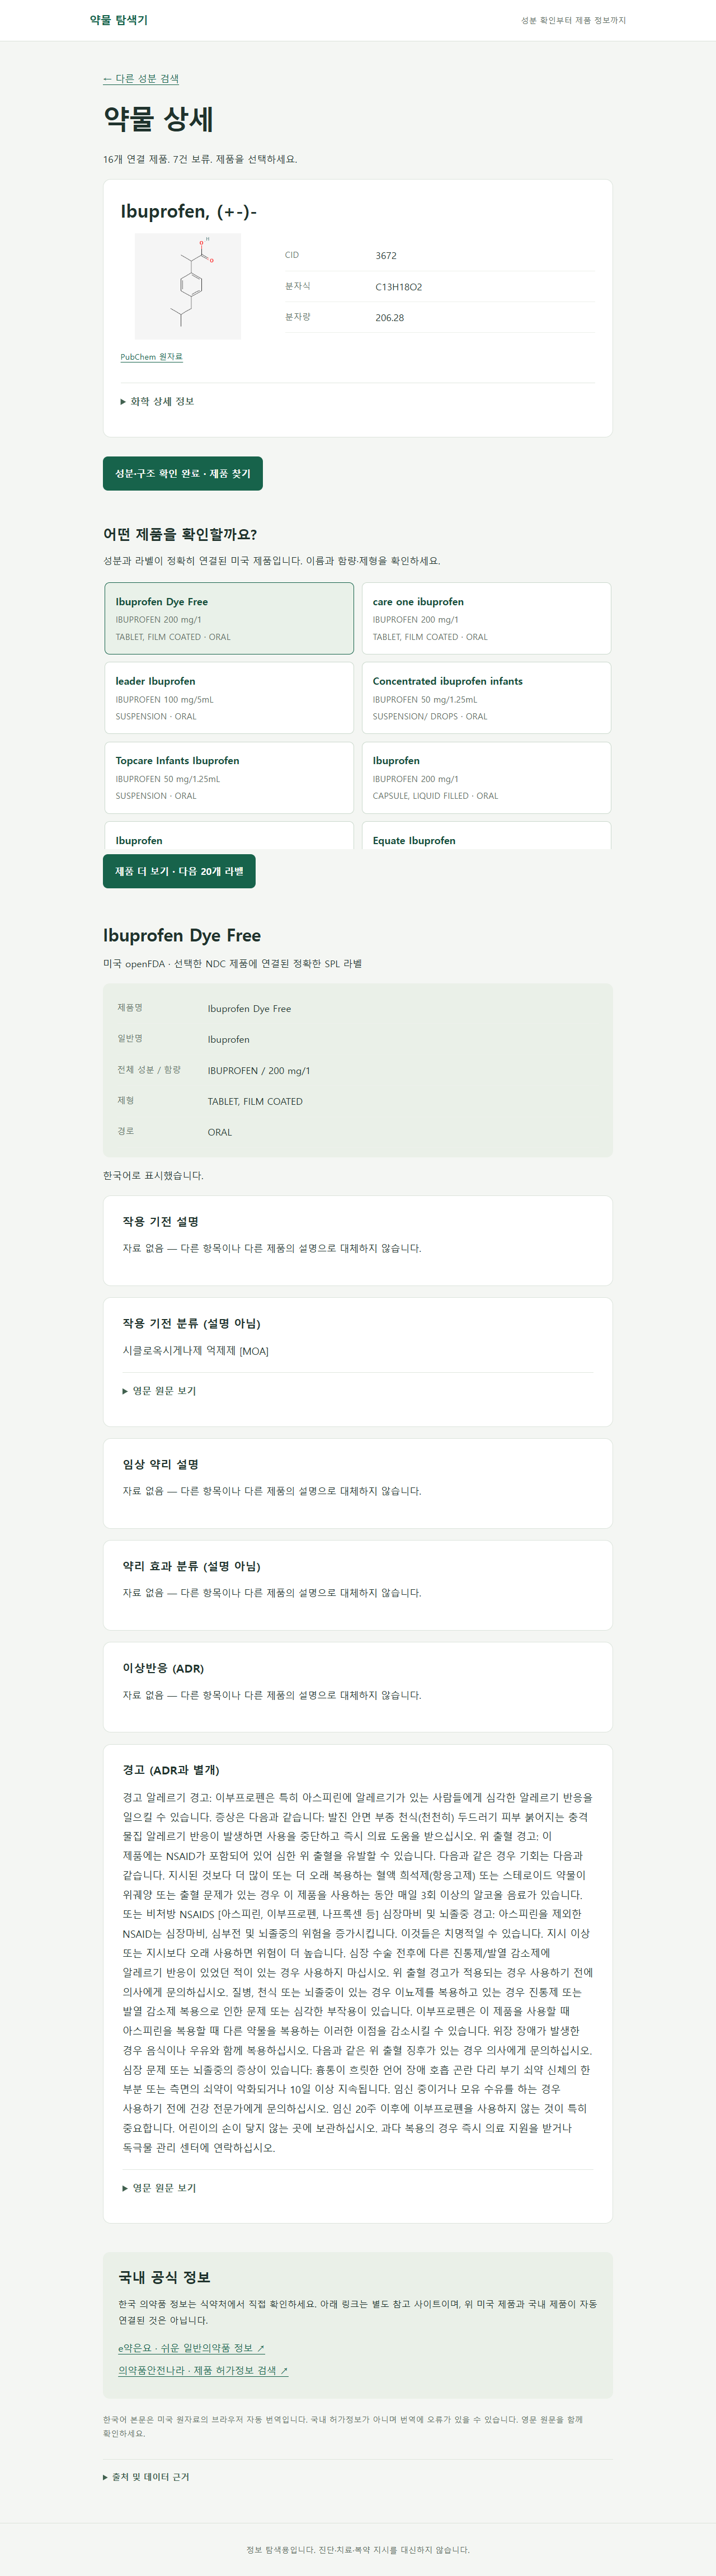 약물 탐색기
성분 확인부터 제품 정보까지
← 다른 성분 검색
약물 상세
16개 연결 제품. 7건 보류. 제품을 선택하세요.
Ibuprofen, (+-)-
H
O
O
CID 3672
분자식 C13H18O2
분자량 206.28
PubChem 원자료
▶ 화학 상세 정보
성분·구조 확인 완료 · 제품 찾기
어떤 제품을 확인할까요?
성분과 라벨이 정확히 연결된 미국 제품입니다. 이름과 함량·제형을 확인하세요.
Ibuprofen Dye Free
IBUPROFEN 200 mg/1
TABLET, FILM COATED · ORAL
care one ibuprofen
IBUPROFEN 200 mg/1
TABLET, FILM COATED · ORAL
leader Ibuprofen
IBUPROFEN 100 mg/5mL
SUSPENSION · ORAL
Concentrated ibuprofen infants
IBUPROFEN 50 mg/1.25mL
SUSPENSION/ DROPS · ORAL
Topcare Infants Ibuprofen
IBUPROFEN 50 mg/1.25mL
SUSPENSION · ORAL
Ibuprofen
IBUPROFEN 200 mg/1
CAPSULE, LIQUID FILLED · ORAL
Ibuprofen
Equate Ibuprofen
제품 더 보기 · 다음 20개 라벨
Ibuprofen Dye Free
미국 openFDA · 선택한 NDC 제품에 연결된 정확한 SPL 라벨
제품명 Ibuprofen Dye Free
일반명 Ibuprofen
전체 성분 / 함량 IBUPROFEN / 200 mg/1
제형 TABLET, FILM COATED
경로 ORAL
한국어로 표시했습니다.
작용 기전 설명
자료 없음 — 다른 항목이나 다른 제품의 설명으로 대체하지 않습니다.
작용 기전 분류 (설명 아님)
시클로옥시게나제 억제제 [MOA]
▶ 영문 원문 보기
임상 약리 설명
자료 없음 — 다른 항목이나 다른 제품의 설명으로 대체하지 않습니다.
약리 효과 분류 (설명 아님)
자료 없음 — 다른 항목이나 다른 제품의 설명으로 대체하지 않습니다.
이상반응 (ADR)
자료 없음 — 다른 항목이나 다른 제품의 설명으로 대체하지 않습니다.
경고 (ADR과 별개)
경고 알레르기 경고: 이부프로펜은 특히 아스피린에 알레르기가 있는 사람들에게 심각한 알레르기 반응을
일으킬 수 있습니다. 증상은 다음과 같습니다: 발진 안면 부종 천식(천천히) 두드러기 피부 붉어지는 충격
물집 알레르기 반응이 발생하면 사용을 중단하고 즉시 의료 도움을 받으십시오. 위 출혈 경고: 이
제품에는 NSAID가 포함되어 있어 심한 위 출혈을 유발할 수 있습니다. 다음과 같은 경우 기회는 다음과
같습니다. 지시된 것보다 더 많이 또는 더 오래 복용하는 혈액 희석제(항응고제) 또는 스테로이드 약물이
위궤양 또는 출혈 문제가 있는 경우 이 제품을 사용하는 동안 매일 3회 이상의 알코올 음료가 있습니다.
또는 비처방 NSAIDS [아스피린, 이부프로펜, 나프록센 등] 심장마비 및 뇌졸중 경고: 아스피린을 제외한
NSAID는 심장마비, 심부전 및 뇌졸중의 위험을 증가시킵니다. 이것들은 치명적일 수 있습니다. 지시 이상
또는 지시보다 오래 사용하면 위험이 더 높습니다. 심장 수술 전후에 다른 진통제/발열 감소제에
알레르기 반응이 있었던 적이 있는 경우 사용하지 마십시오. 위 출혈 경고가 적용되는 경우 사용하기 전에
의사에게 문의하십시오. 질병, 천식 또는 뇌졸중이 있는 경우 이뇨제를 복용하고 있는 경우 진통제 또는
발열 감소제 복용으로 인한 문제 또는 심각한 부작용이 있습니다. 이부프로펜은 이 제품을 사용할 때
아스피린을 복용할 때 다른 약물을 복용하는 이러한 이점을 감소시킬 수 있습니다. 위장 장애가 발생한
경우 음식이나 우유와 함께 복용하십시오. 다음과 같은 위 출혈 징후가 있는 경우 의사에게 문의하십시오.
심장 문제 또는 뇌졸중의 증상이 있습니다: 흉통이 흐릿한 언어 장애 호흡 곤란 다리 부기 쇠약 신체의 한
부분 또는 측면의 쇠약이 악화되거나 10일 이상 지속됩니다. 임신 중이거나 모유 수유를 하는 경우
사용하기 전에 건강 전문가에게 문의하십시오. 임신 20주 이후에 이부프로펜을 사용하지 않는 것이 특히
중요합니다. 어린이의 손이 닿지 않는 곳에 보관하십시오. 과다 복용의 경우 즉시 의료 지원을 받거나
독극물 관리 센터에 연락하십시오.
▶ 영문 원문 보기
국내 공식 정보
한국 의약품 정보는 식약처에서 직접 확인하세요. 아래 링크는 별도 참고 사이트이며, 위 미국 제품과 국내 제품이 자동
연결된 것은 아닙니다.
e약은요 · 쉬운 일반의약품 정보 ↗
의약품안전나라 · 제품 허가정보 검색 ↗
한국어 본문은 미국 원자료의 브라우저 자동 번역입니다. 국내 허가정보가 아니며 번역에 오류가 있을 수 있습니다. 영문 원문을 함께
확인하세요.
▶ 출처 및 데이터 근거
정보 탐색용입니다. 진단·치료·복약 지시를 대신하지 않습니다.